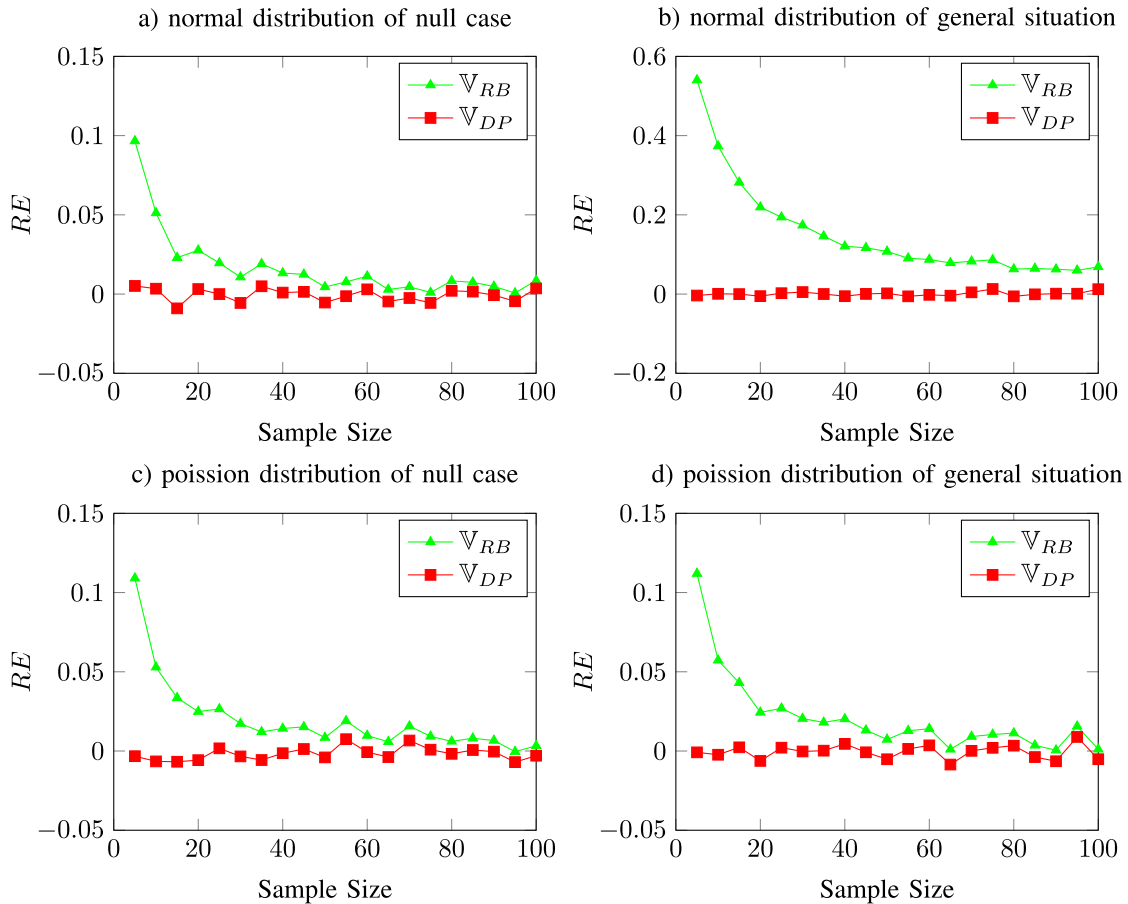 a) normal distribution of null case
0.15
0.1
0.05
0
−0.05
RE
0 20 40 60 80 100
Sample Size
𝕍RB
𝕍DP
b) normal distribution of general situation
0.6
0.4
0.2
0
−0.2
RE
0 20 40 60 80 100
Sample Size
𝕍RB
𝕍DP
c) poission distribution of null case
0.15
0.1
0.05
0
−0.05
RE
0 20 40 60 80 100
Sample Size
𝕍RB
𝕍DP
d) poission distribution of general situation
0.15
0.1
0.05
0
−0.05
RE
0 20 40 60 80 100
Sample Size
𝕍RB
𝕍DP